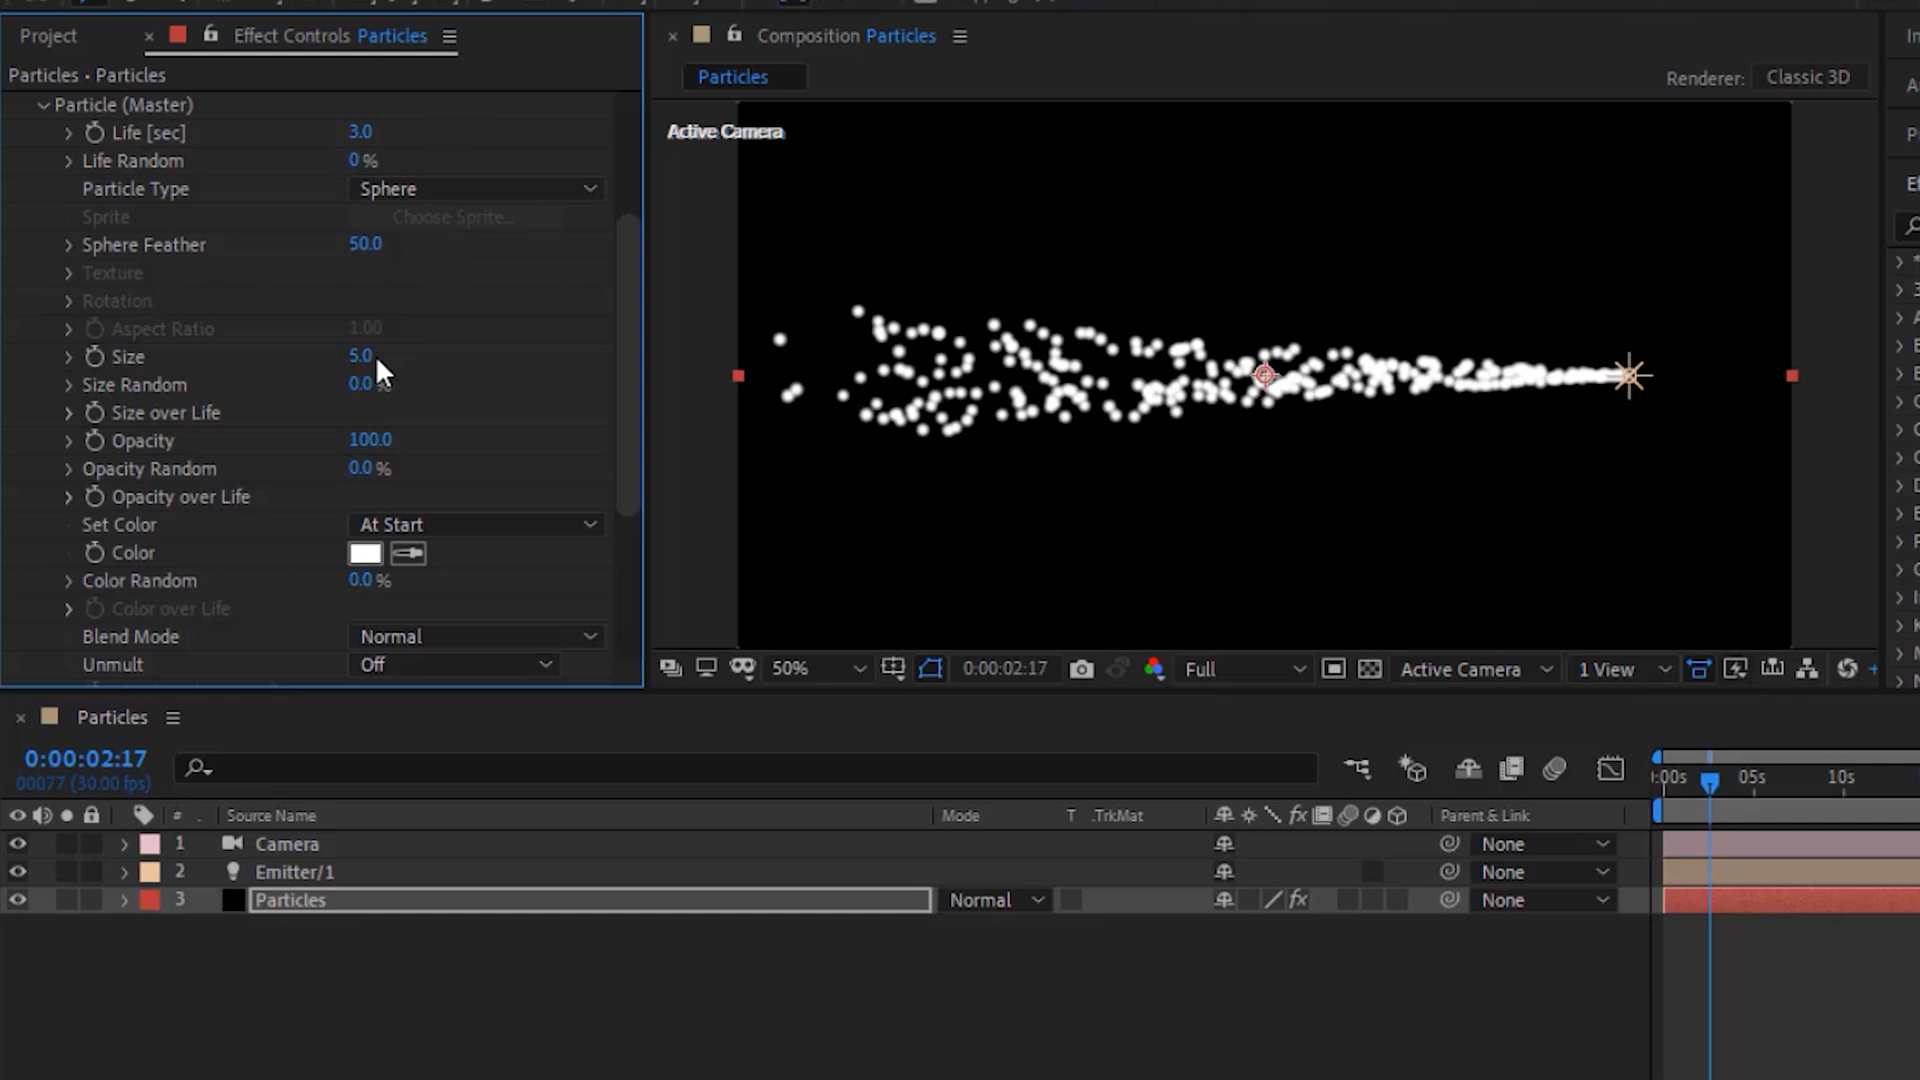 Project
× Effect Controls Particles
Particles • Particles
Particle (Master)
Life [sec] 3.0
Life Random 0 %
Particle Type Sphere
Sprite Choose Sprite...
Sphere Feather 50.0
Texture
Rotation
Aspect Ratio 1.00
Size 5.0
Size Random 0.0 %
Size over Life
Opacity 100.0
Opacity Random 0.0 %
Opacity over Life
Set Color At Start
Color
Color Random 0.0 %
Color over Life
Blend Mode Normal
Unmult Off
× Composition Particles
Particles
Renderer: Classic 3D
Active Camera
50% 0:00:02:17 Full Active Camera 1 View
× Particles
0:00:02:17
00077 (30.00 fps)
:00s 05s 10s
# . Source Name Mode T .TrkMat fx Parent & Link
1 Camera None
2 Emitter/1 None
3 Particles Normal fx None